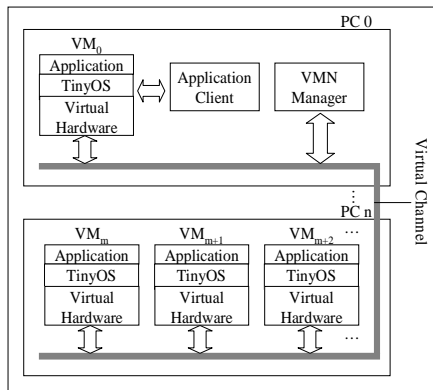 PC 0
VM0
Application
TinyOS
Virtual
Hardware
Application
Client
VMN
Manager
Virtual Channel
⋮
PC n
VMm
Application
TinyOS
Virtual
Hardware
VMm+1
Application
TinyOS
Virtual
Hardware
VMm+2
Application
TinyOS
Virtual
Hardware
…
…